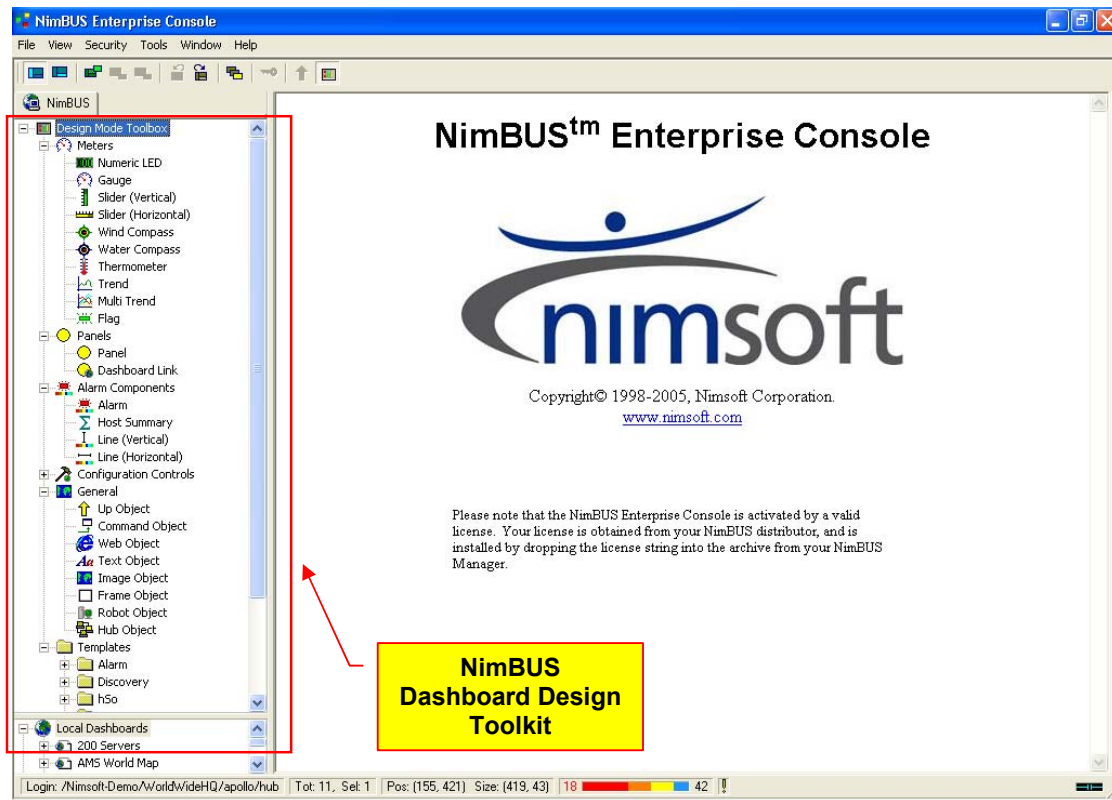 NimBUS Enterprise Console
File View Security Tools Window Help
NimBUS
Design Mode Toolbox
Meters
Numeric LED
Gauge
Slider (Vertical)
Slider (Horizontal)
Wind Compass
Water Compass
Thermometer
Trend
Multi Trend
Flag
Panels
Panel
Dashboard Link
Alarm Components
Alarm
Host Summary
Line (Vertical)
Line (Horizontal)
Configuration Controls
General
Up Object
Command Object
Web Object
Text Object
Image Object
Frame Object
Robot Object
Hub Object
Templates
Alarm
Discovery
hSo
Local Dashboards
200 Servers
AMS World Map
NimBUStm Enterprise Console
nimsoft
Copyright© 1998-2005, Nimsoft Corporation.
www.nimsoft.com
Please note that the NimBUS Enterprise Console is activated by a valid
license. Your license is obtained from your NimBUS distributor, and is
installed by dropping the license string into the archive from your NimBUS
Manager.
NimBUS
Dashboard Design
Toolkit
Login: /Nimsoft-Demo/WorldWideHQ/apollo/hub Tot: 11, Sel: 1 Pos: (155, 421) Size: (419, 43) 18 42